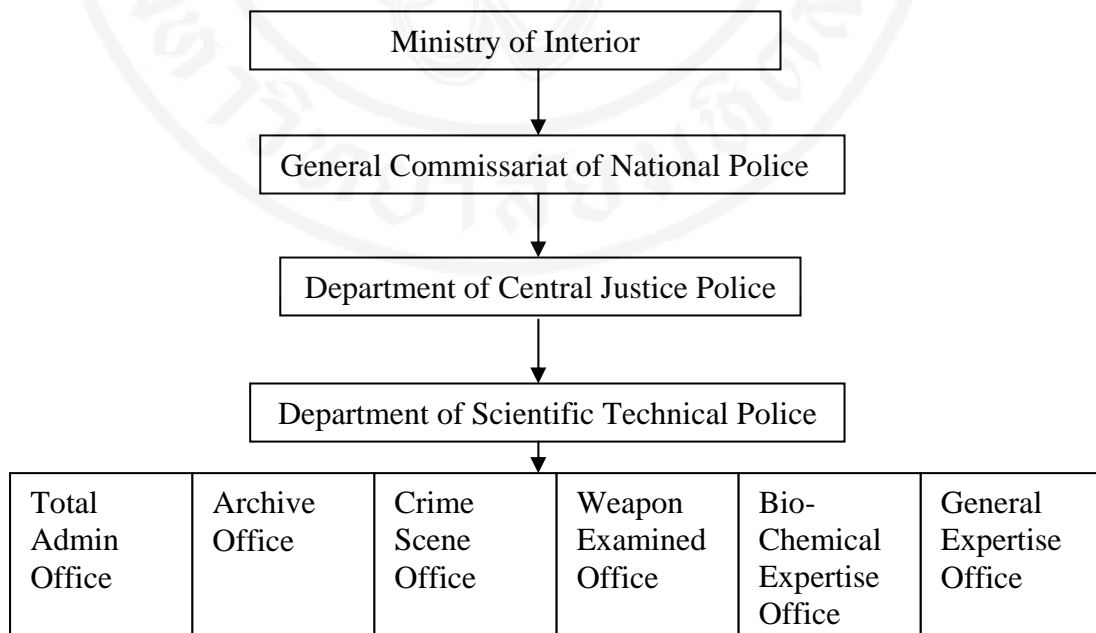 Ministry of Interior
General Commissariat of National Police
Department of Central Justice Police
Department of Scientific Technical Police
Total
Admin
Office
Archive
Office
Crime
Scene
Office
Weapon
Examined
Office
Bio-
Chemical
Expertise
Office
General
Expertise
Office